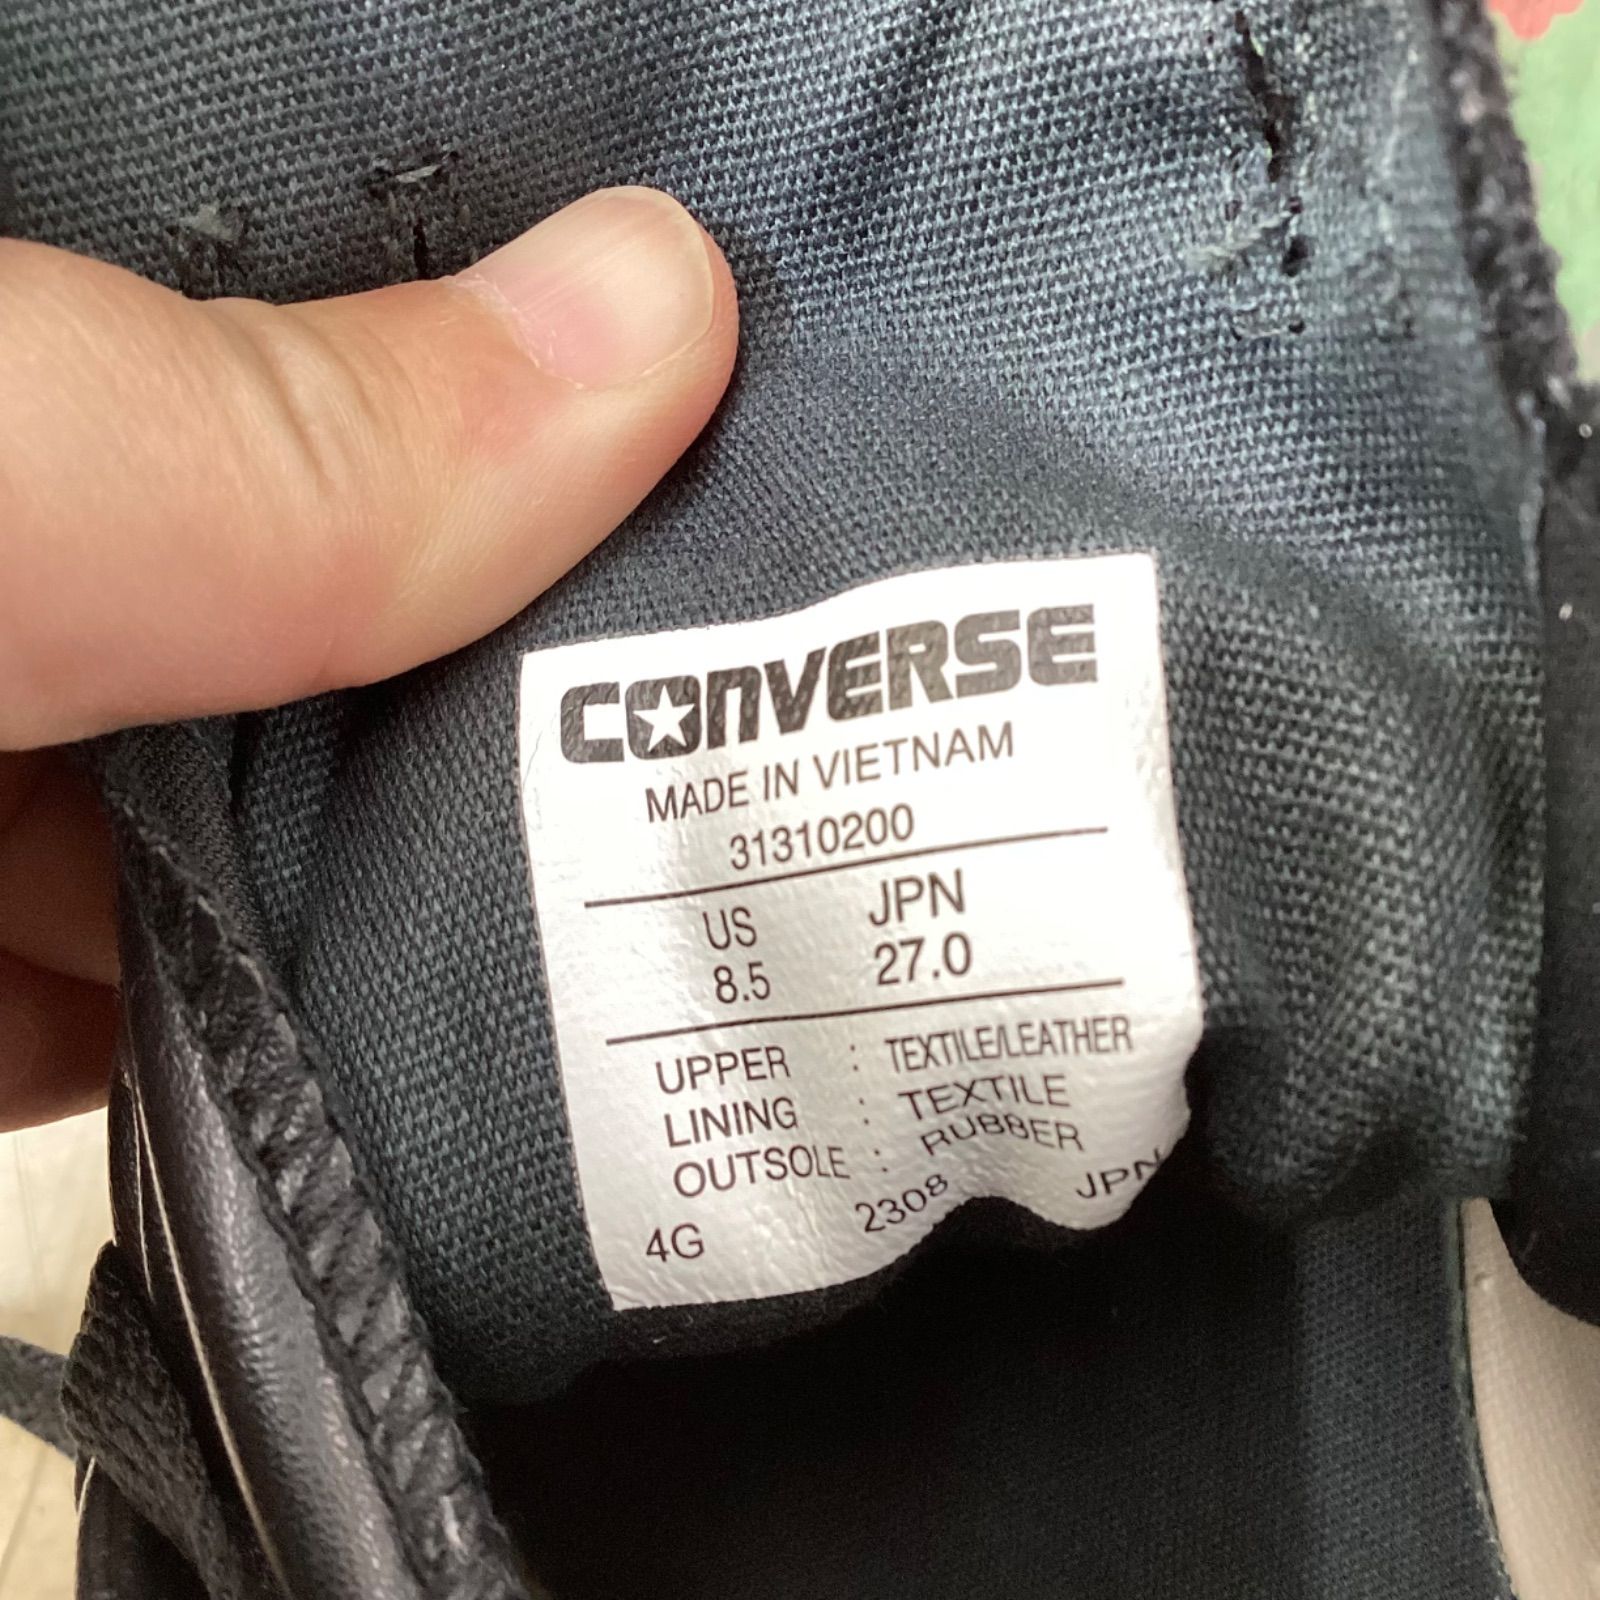 CONVERSE
MADE IN VIETNAM
31310200
US JPN
8.5 27.0
UPPER : TEXTILE/LEATHER
LINING : TEXTILE
OUTSOLE : RUBBER
4G 2308 JPN